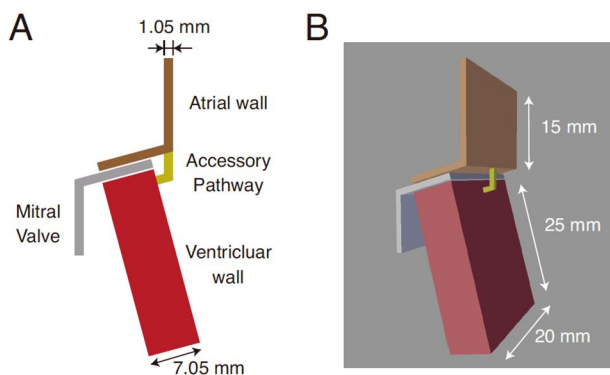 A
1.05 mm
Atrial wall
Accessory
Pathway
Mitral
Valve
Ventricluar
wall
7.05 mm
B
15 mm
25 mm
20 mm